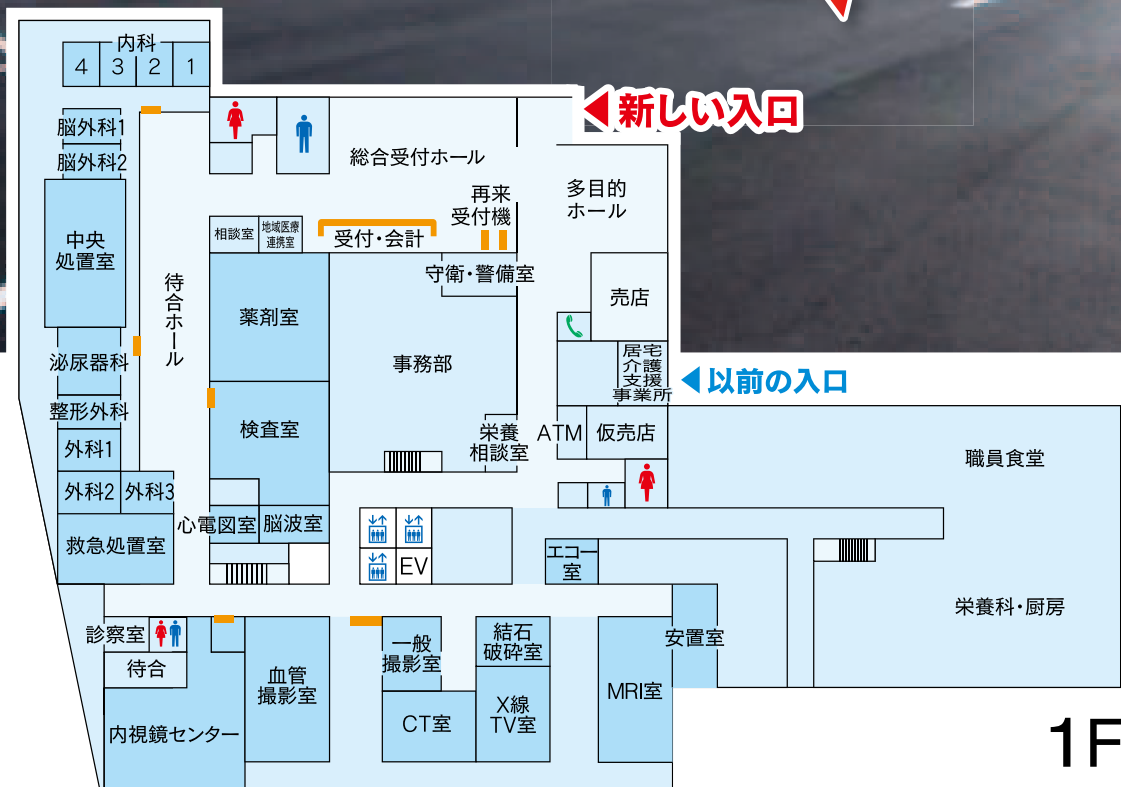 内科
4 3 2 1
新しい入口
脳外科1
脳外科2
総合受付ホール
再来
受付機
多目的
ホール
相談室
地域医療
連携室
受付・会計
中央
処置室
守衛・警備室
待合ホール
売店
薬剤室
泌尿器科
事務部
居宅
介護
支援
事業所
以前の入口
整形外科
検査室
栄養
相談室
ATM
仮売店
外科1
職員食堂
外科2
外科3
心電図室
脳波室
救急処置室
EV
エコー
室
栄養科・厨房
診察室
待合
血管
撮影室
一般
撮影室
結石
破砕室
安置室
MRI室
CT室
X線
TV室
内視鏡センター
1F